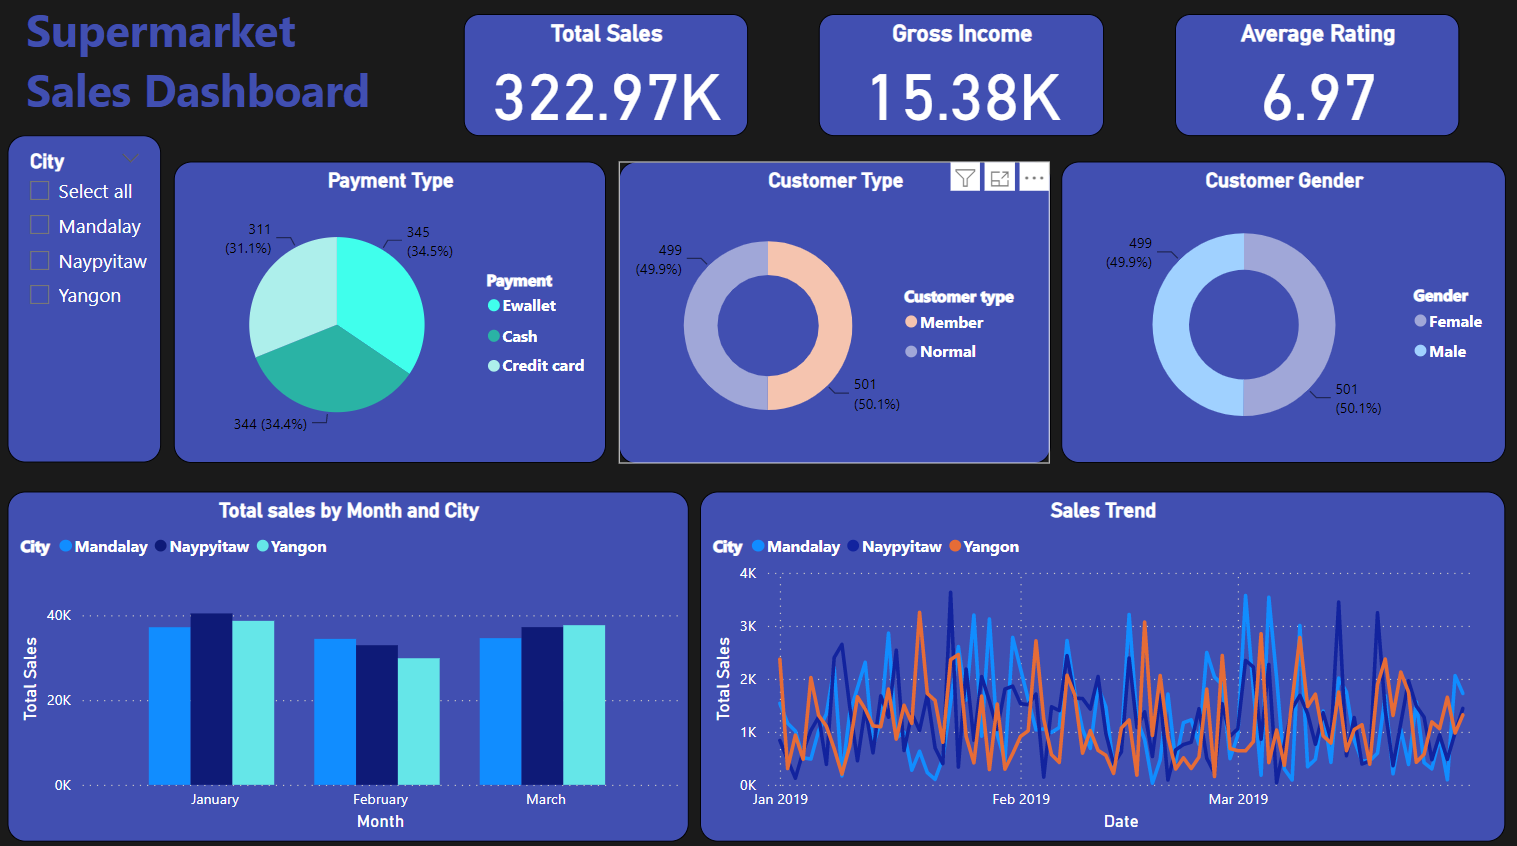 Supermarket
Sales Dashboard
Total Sales
322.97K
Gross Income
15.38K
Average Rating
6.97
City
Select all
Mandalay
Naypyitaw
Yangon
Payment Type
311
(31.1%)
345
(34.5%)
344 (34.4%)
Payment
Ewallet
Cash
Credit card
Customer Type
499
(49.9%)
501
(50.1%)
Customer type
Member
Normal
Customer Gender
499
(49.9%)
501
(50.1%)
Gender
Female
Male
Total sales by Month and City
City Mandalay Naypyitaw Yangon
Total Sales
40K
20K
0K
January February March
Month
Sales Trend
City Mandalay Naypyitaw Yangon
Total Sales
4K
3K
2K
1K
0K
Jan 2019 Feb 2019 Mar 2019
Date